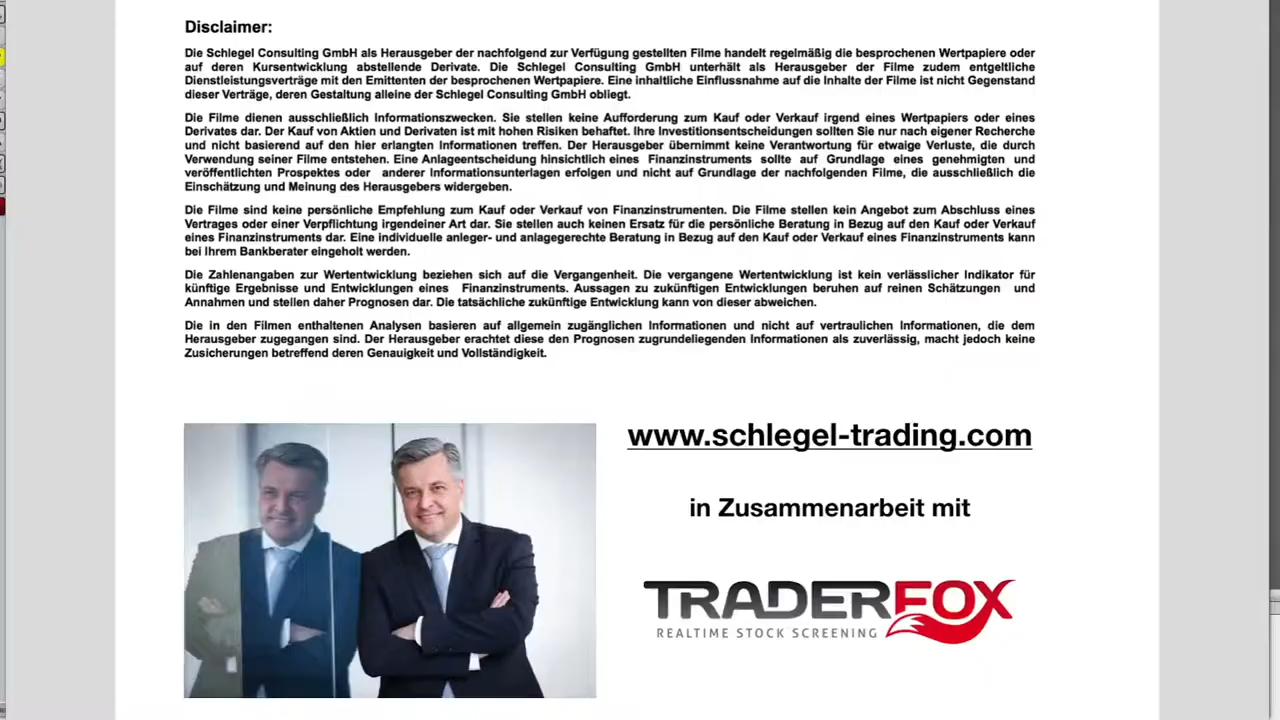 Disclaimer:
Die Schlegel Consulting GmbH als Herausgeber der nachfolgend zur Verfügung gestellten Filme handelt regelmäßig die besprochenen Wertpapiere oder
auf deren Kursentwicklung abstellende Derivate. Die Schlegel Consulting GmbH unterhält als Herausgeber der Filme zudem entgeltliche
Dienstleistungsverträge mit den Emittenten der besprochenen Wertpapiere. Eine inhaltliche Einflussnahme auf die Inhalte der Filme ist nicht Gegenstand
dieser Verträge, deren Gestaltung alleine der Schlegel Consulting GmbH obliegt.
Die Filme dienen ausschließlich Informationszwecken. Sie stellen keine Aufforderung zum Kauf oder Verkauf irgend eines Wertpapiers oder eines
Derivates dar. Der Kauf von Aktien und Derivaten ist mit hohen Risiken behaftet. Ihre Investitionsentscheidungen sollten Sie nur nach eigener Recherche
und nicht basierend auf den hier erlangten Informationen treffen. Der Herausgeber übernimmt keine Verantwortung für etwaige Verluste, die durch
Verwendung seiner Filme entstehen. Eine Anlageentscheidung hinsichtlich eines Finanzinstruments sollte auf Grundlage eines genehmigten und
veröffentlichten Prospektes oder anderer Informationsunterlagen erfolgen und nicht auf Grundlage der nachfolgenden Filme, die ausschließlich die
Einschätzung und Meinung des Herausgebers widergeben.
Die Filme sind keine persönliche Empfehlung zum Kauf oder Verkauf von Finanzinstrumenten. Die Filme stellen kein Angebot zum Abschluss eines
Vertrages oder einer Verpflichtung irgendeiner Art dar. Sie stellen auch keinen Ersatz für die persönliche Beratung in Bezug auf den Kauf oder Verkauf
eines Finanzinstruments dar. Eine individuelle anleger- und anlagegerechte Beratung in Bezug auf den Kauf oder Verkauf eines Finanzinstruments kann
bei Ihrem Bankberater eingeholt werden.
Die Zahlenangaben zur Wertentwicklung beziehen sich auf die Vergangenheit. Die vergangene Wertentwicklung ist kein verlässlicher Indikator für
künftige Ergebnisse und Entwicklungen eines Finanzinstruments. Aussagen zu zukünftigen Entwicklungen beruhen auf reinen Schätzungen und
Annahmen und stellen daher Prognosen dar. Die tatsächliche zukünftige Entwicklung kann von dieser abweichen.
Die in den Filmen enthaltenen Analysen basieren auf allgemein zugänglichen Informationen und nicht auf vertraulichen Informationen, die dem
Herausgeber zugegangen sind. Der Herausgeber erachtet diese den Prognosen zugrundeliegenden Informationen als zuverlässig, macht jedoch keine
Zusicherungen betreffend deren Genauigkeit und Vollständigkeit.
www.schlegel-trading.com
in Zusammenarbeit mit
TRADERFOX
REALTIME STOCK SCREENING